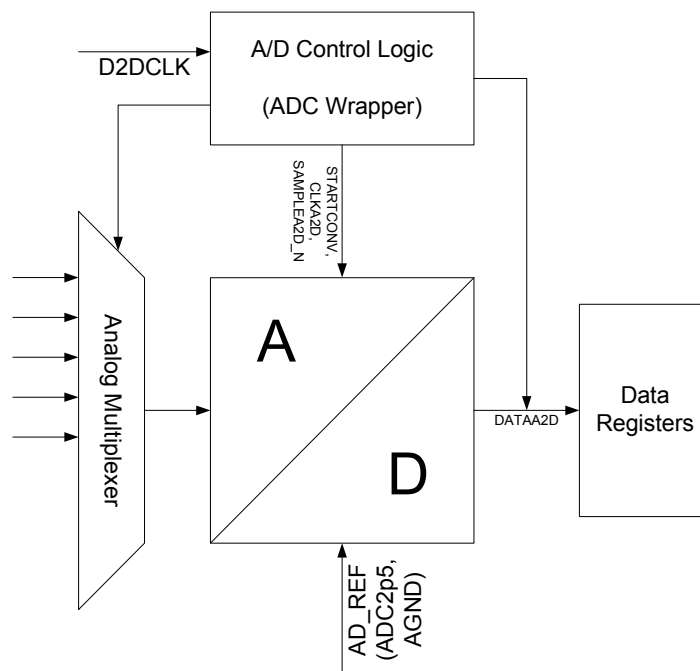 A/D Control Logic
(ADC Wrapper)
D2DCLK
STARTCONV,
CLKA2D,
SAMPLEA2D_N
Analog Multiplexer
A
D
DATAA2D
Data
Registers
AD_REF
(ADC2p5,
AGND)